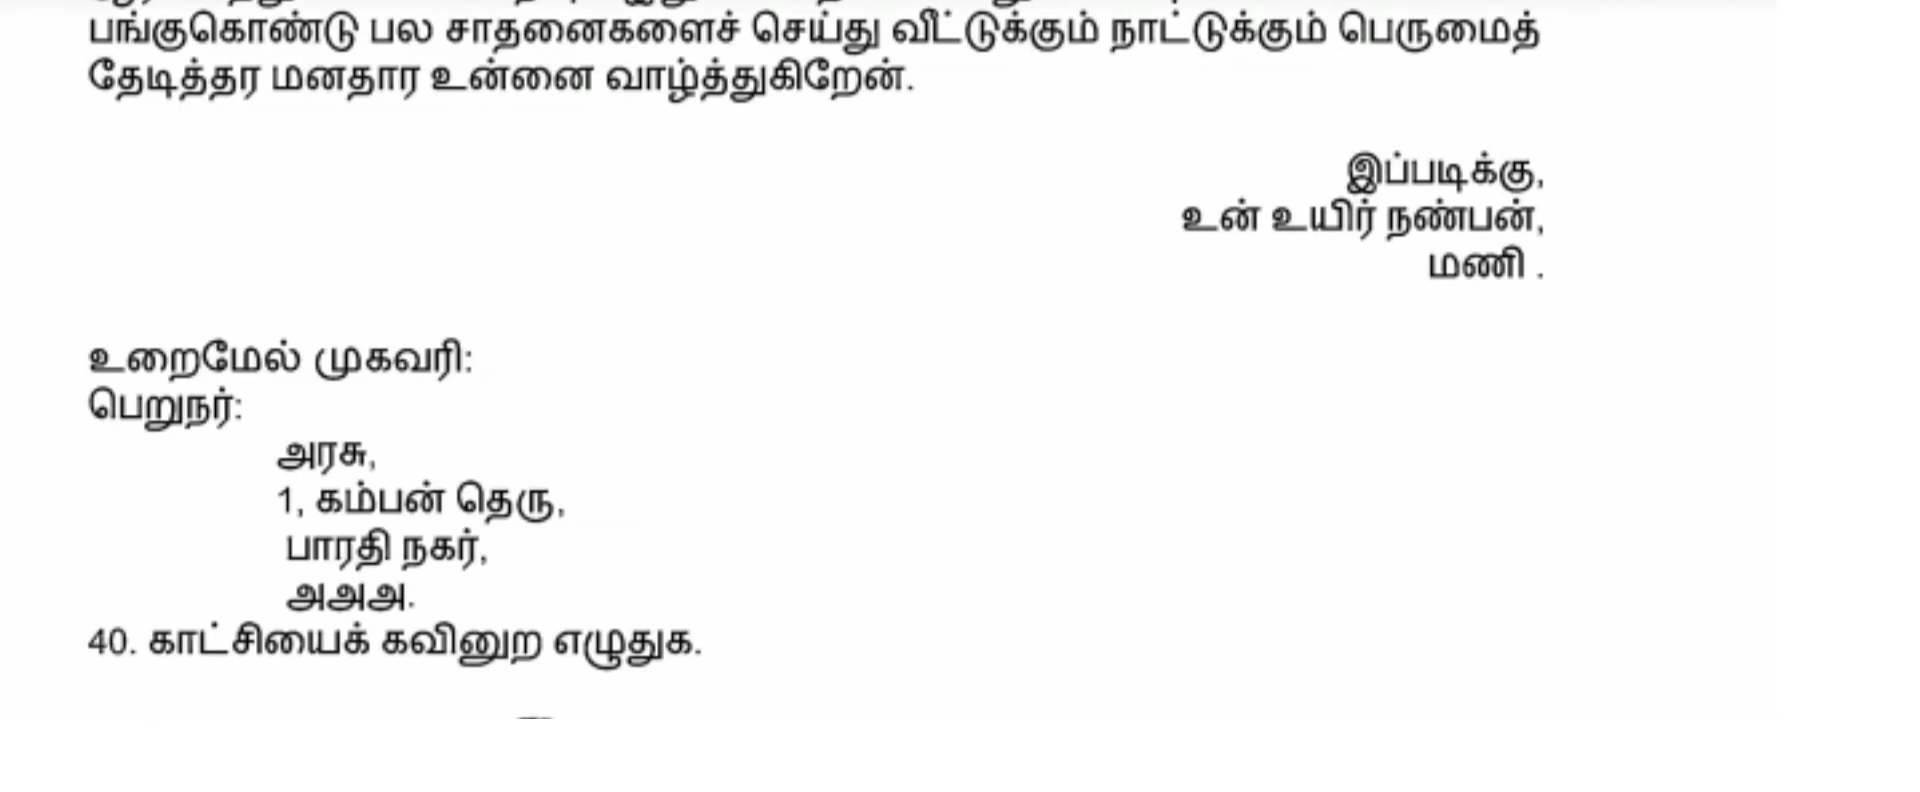 பங்குகொண்டு பல சாதனைகளைச் செய்து வீட்டுக்கும் நாட்டுக்கும் பெருமைத்
தேடித்தர மனதார உன்னை வாழ்த்துகிறேன்.
இப்படிக்கு,
உன் உயிர் நண்பன்,
மணி .
உறைமேல் முகவரி:
பெறுநர்:
அரசு,
1, கம்பன் தெரு,
பாரதி நகர்,
அஅஅ.
40. காட்சியைக் கவினுற எழுதுக.